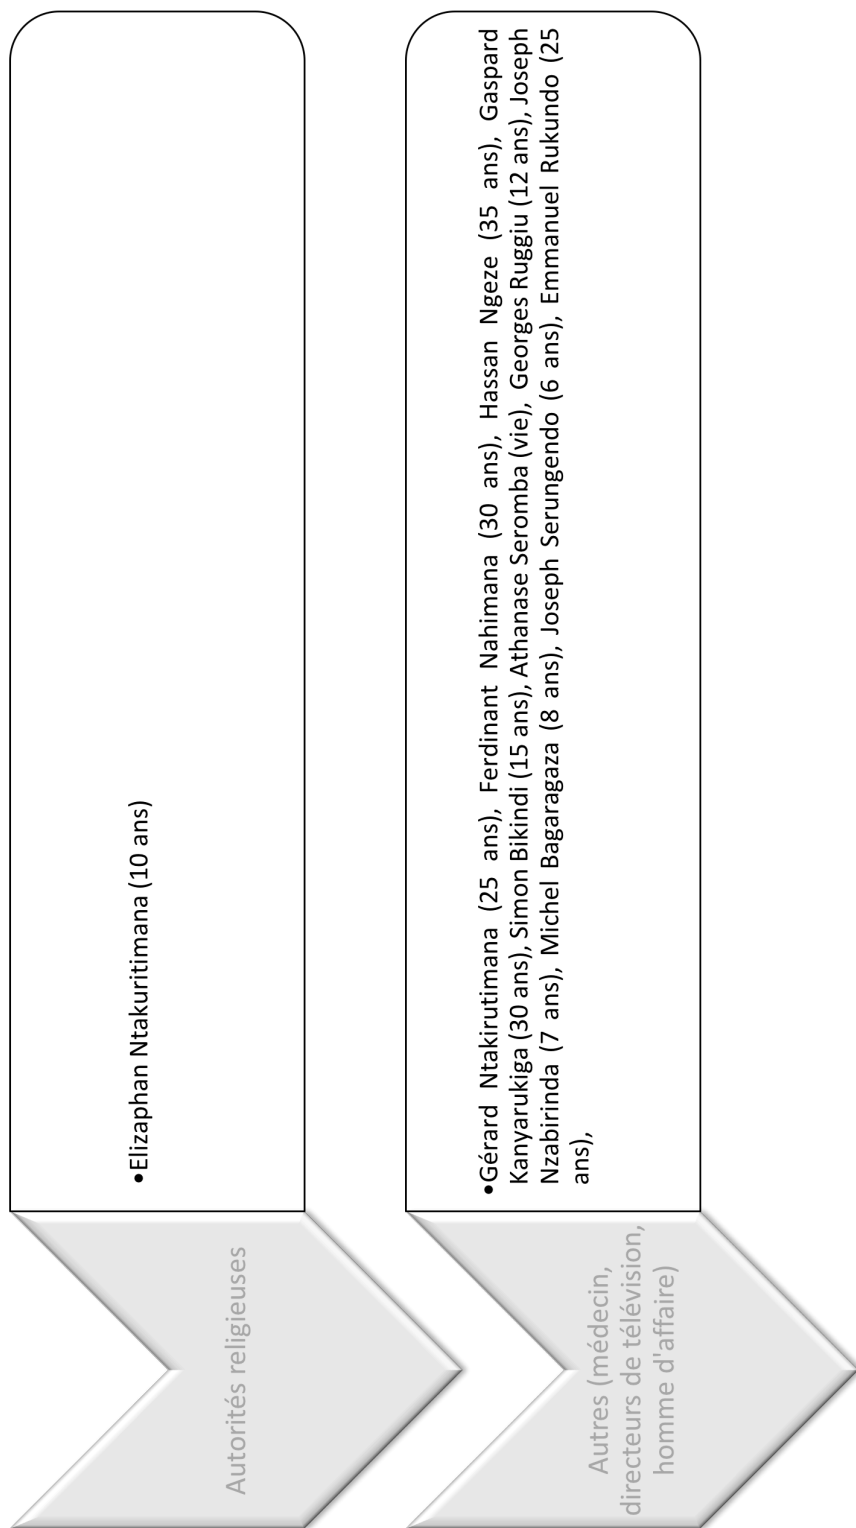 Autorités religieuses
•Elizaphan Ntakuritimana (10 ans)
Autres (médecin,
directeurs de télévision,
homme d'affaire)
•Gérard Ntakirutimana (25 ans), Ferdinant Nahimana (30 ans), Hassan Ngeze (35 ans), Gaspard
Kanyarukiga (30 ans), Simon Bikindi (15 ans), Athanase Seromba (vie), Georges Ruggiu (12 ans), Joseph
Nzabirinda (7 ans), Michel Bagaragaza (8 ans), Joseph Serungendo (6 ans), Emmanuel Rukundo (25
ans),